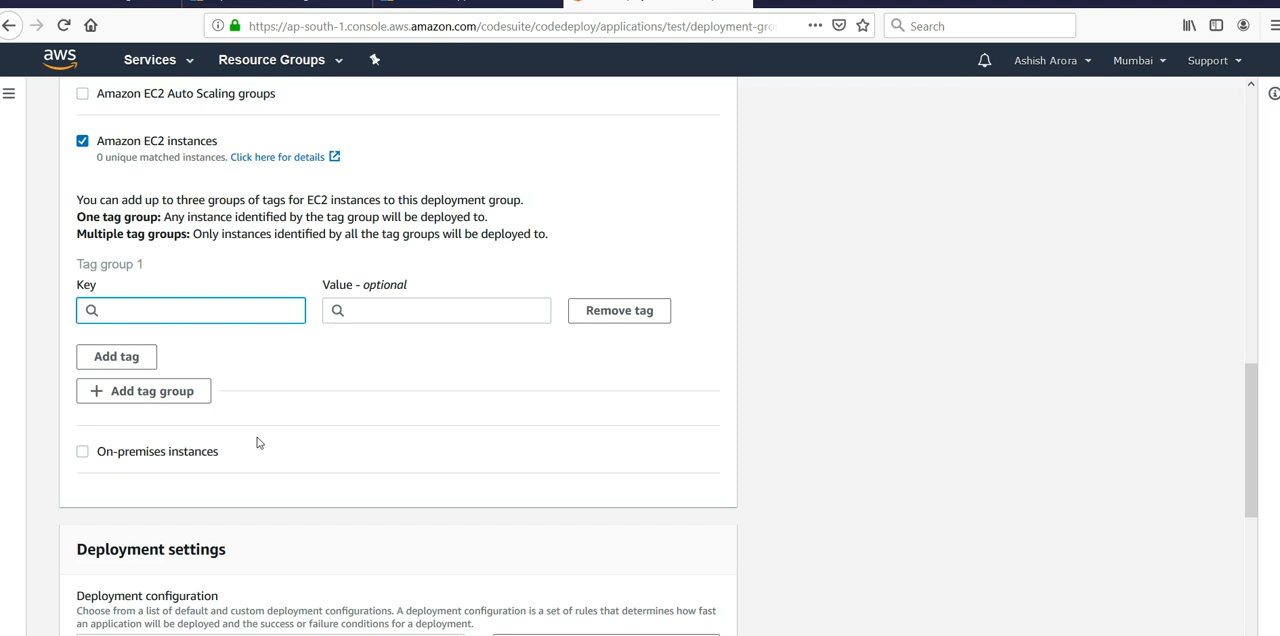 https://ap-south-1.console.aws.amazon.com/codesuite/codedeploy/applications/test/deployment-gro
Search
aws
Services
Resource Groups
Ashish Arora
Mumbai
Support
Amazon EC2 Auto Scaling groups
Amazon EC2 instances
0 unique matched instances. Click here for details
You can add up to three groups of tags for EC2 instances to this deployment group.
One tag group: Any instance identified by the tag group will be deployed to.
Multiple tag groups: Only instances identified by all the tag groups will be deployed to.
Tag group 1
Key
Value - optional
Remove tag
Add tag
Add tag group
On-premises instances
Deployment settings
Deployment configuration
Choose from a list of default and custom deployment configurations. A deployment configuration is a set of rules that determines how fast
an application will be deployed and the success or failure conditions for a deployment.